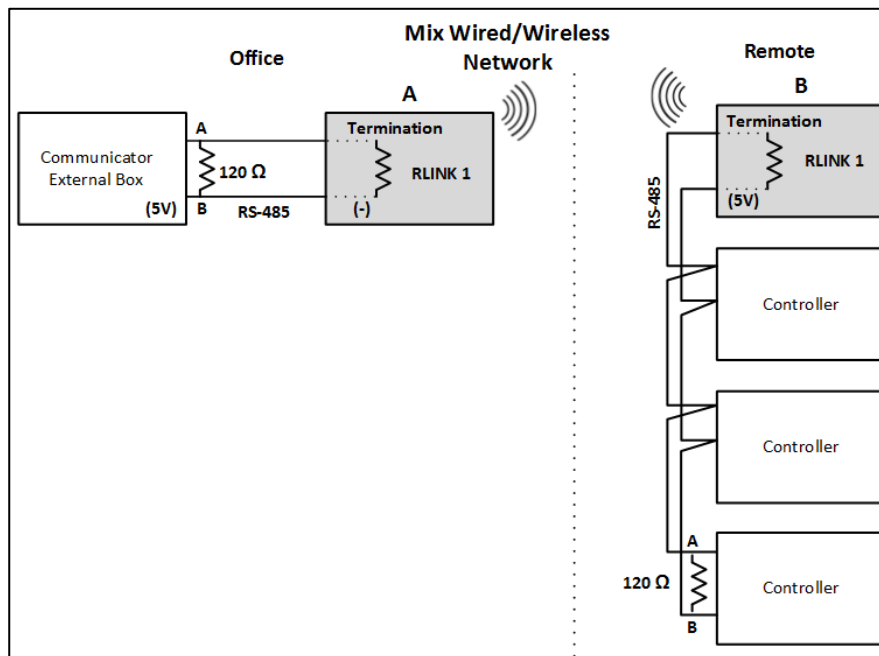 Mix Wired/Wireless
Network
Office
Remote
A
B
Communicator
External Box
(5V)
A
120 Ω
B
RS-485
Termination
RLINK 1
(-)
Termination
RLINK 1
(5V)
RS-485
Controller
Controller
A
120 Ω
B
Controller